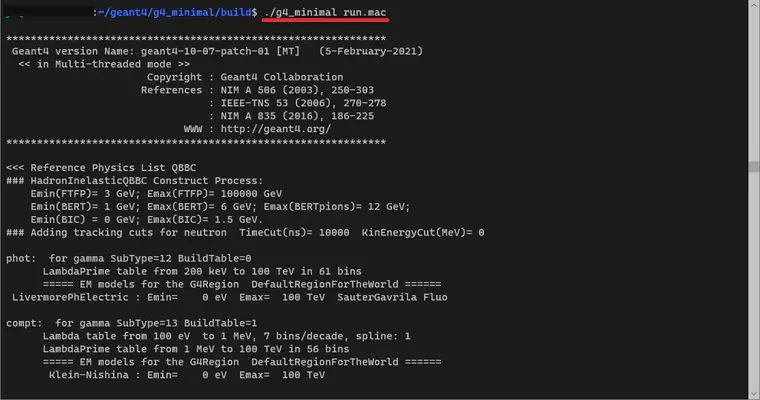 :~/geant4/g4_minimal/build$ ./g4_minimal run.mac
**************************************************************
Geant4 version Name: geant4-10-07-patch-01 [MT]   (5-February-2021)
<< in Multi-threaded mode >>
Copyright : Geant4 Collaboration
References : NIM A 506 (2003), 250-303
: IEEE-TNS 53 (2006), 270-278
: NIM A 835 (2016), 186-225
WWW : http://geant4.org/
**************************************************************
<<< Reference Physics List QBBC
### HadronInelasticQBBC Construct Process:
Emin(FTFP)= 3 GeV; Emax(FTFP)= 100000 GeV
Emin(BERT)= 1 GeV; Emax(BERT)= 6 GeV; Emax(BERTpions)= 12 GeV;
Emin(BIC) = 0 GeV; Emax(BIC)= 1.5 GeV.
### Adding tracking cuts for neutron  TimeCut(ns)= 10000  KinEnergyCut(MeV)= 0
phot:  for gamma SubType=12 BuildTable=0
LambdaPrime table from 200 keV to 100 TeV in 61 bins
===== EM models for the G4Region  DefaultRegionForTheWorld ======
LivermorePhElectric : Emin=    0 eV  Emax=  100 TeV  SauterGavrila Fluo
compt:  for gamma SubType=13 BuildTable=1
Lambda table from 100 eV  to 1 MeV, 7 bins/decade, spline: 1
LambdaPrime table from 1 MeV to 100 TeV in 56 bins
===== EM models for the G4Region  DefaultRegionForTheWorld ======
Klein-Nishina : Emin=    0 eV  Emax=  100 TeV